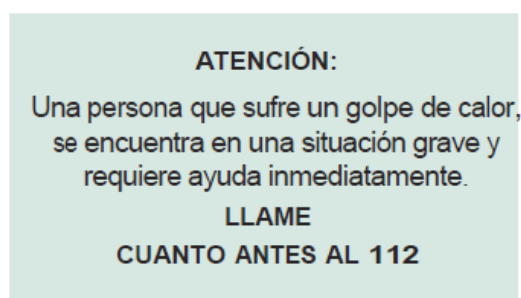 ATENCIÓN:
Una persona que sufre un golpe de calor,
se encuentra en una situación grave y
requiere ayuda inmediatamente.
LLAME
CUANTO ANTES AL 112